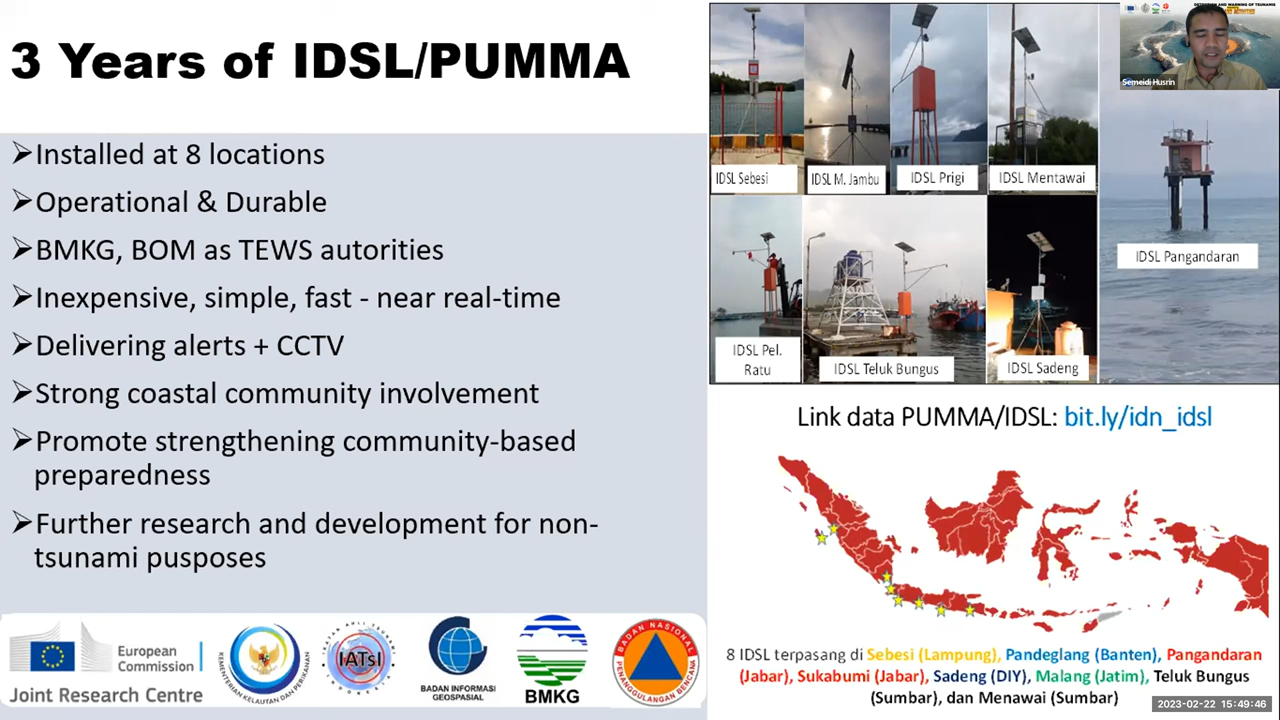 3 Years of IDSL/PUMMA
➢Installed at 8 locations
➢Operational & Durable
➢BMKG, BOM as TEWS autorities
➢Inexpensive, simple, fast - near real-time
➢Delivering alerts + CCTV
➢Strong coastal community involvement
➢Promote strengthening community-based
preparedness
➢Further research and development for non-
tsunami pusposes
European
Commission
Joint Research Centre
KEMENTERIAN KELAUTAN DAN PERIKANAN
IATsI
BADAN INFORMASI
GEOSPASIAL
BMKG
BADAN NASIONAL
PENANGGULANGAN BENCANA
IDSL Sebesi
IDSL M. Jambu
IDSL Prigi
IDSL Mentawai
Semeidi Husrin
IDSL Pangandaran
IDSL Pel.
Ratu
IDSL Teluk Bungus
IDSL Sadeng
Link data PUMMA/IDSL: bit.ly/idn_idsl
8 IDSL terpasang di Sebesi (Lampung), Pandeglang (Banten), Pangandaran
(Jabar), Sukabumi (Jabar), Sadeng (DIY), Malang (Jatim), Teluk Bungus
(Sumbar), dan Menawai (Sumbar)
2023-02-22 15:49:46